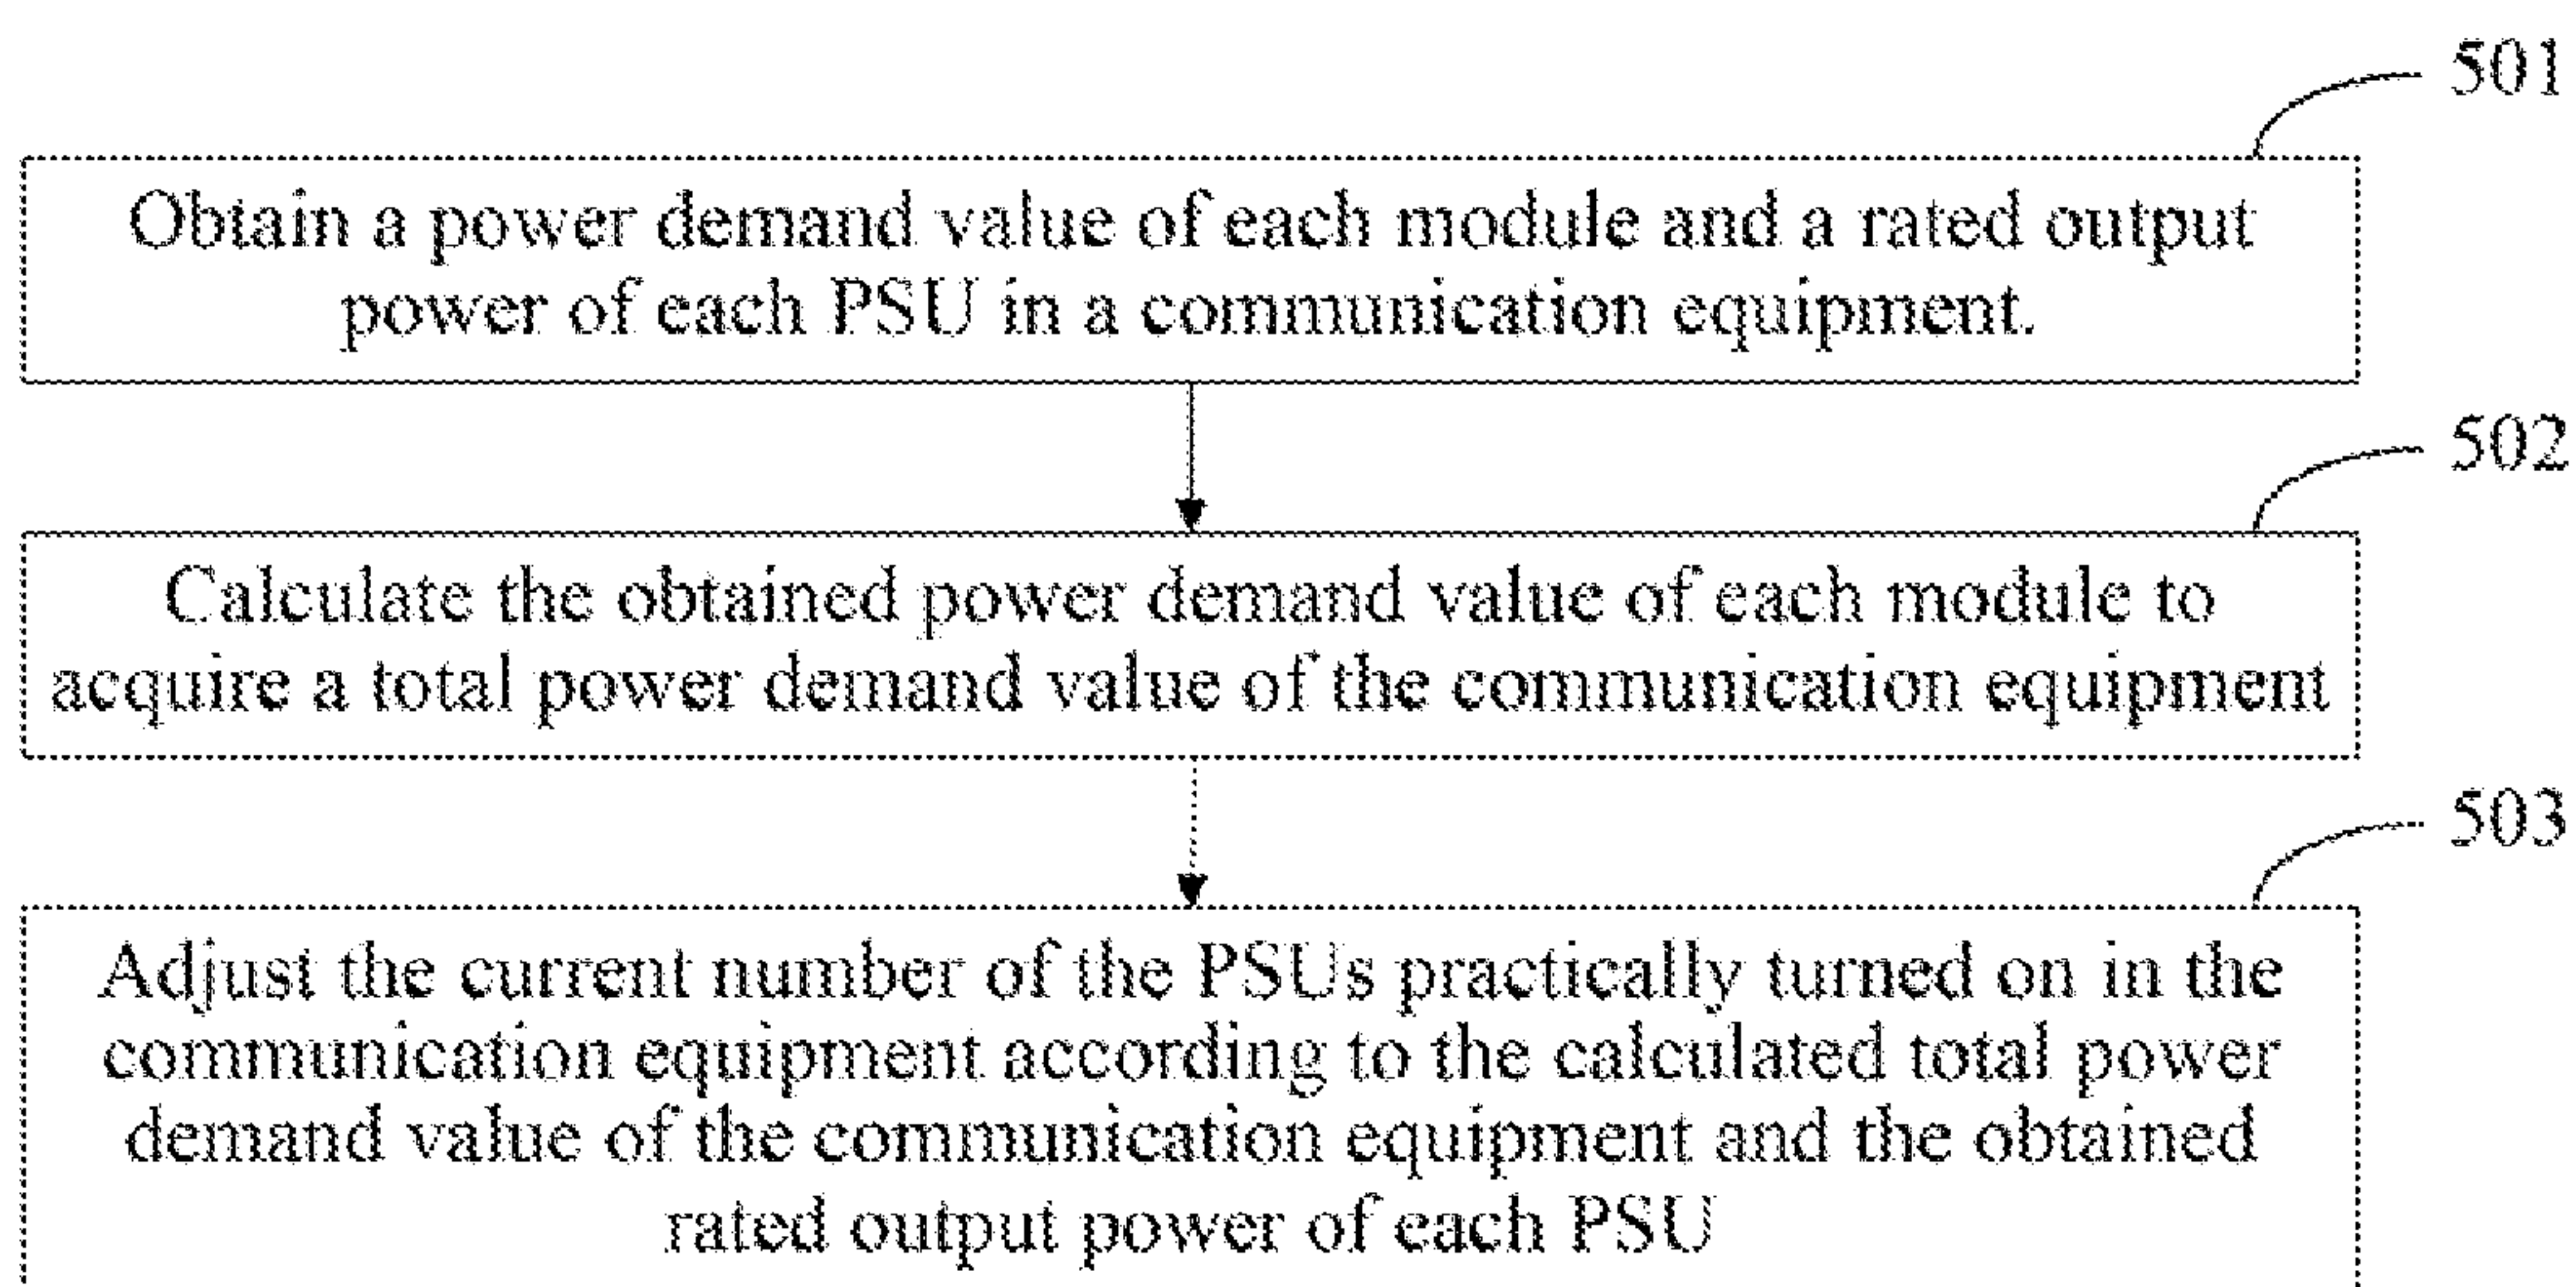 501
Obtain a power demand value of each module and a rated output
power of each PSU in a communication equipment.
502
Calculate the obtained power demand value of each module to
acquire a total power demand value of the communication equipment
503
Adjust the current number of the PSUs practically turned on in the
communication equipment according to the calculated total power
demand value of the communication equipment and the obtained
rated output power of each PSU